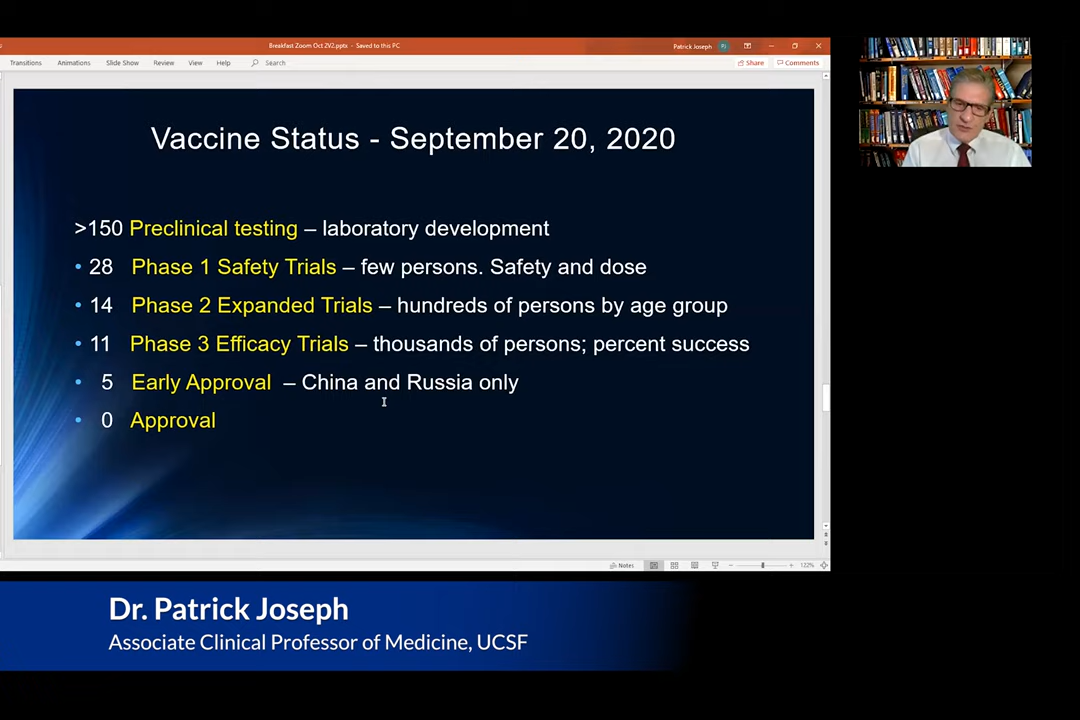 Breakfast Zoom Oct 2V2.pptx - Saved to this PC
Patrick Joseph PJ
Transitions Animations Slide Show Review View Help Search Share Comments
Vaccine Status - September 20, 2020
>150 Preclinical testing – laboratory development
• 28 Phase 1 Safety Trials – few persons. Safety and dose
• 14 Phase 2 Expanded Trials – hundreds of persons by age group
• 11 Phase 3 Efficacy Trials – thousands of persons; percent success
• 5 Early Approval – China and Russia only
• 0 Approval
Notes 122%
Dr. Patrick Joseph
Associate Clinical Professor of Medicine, UCSF